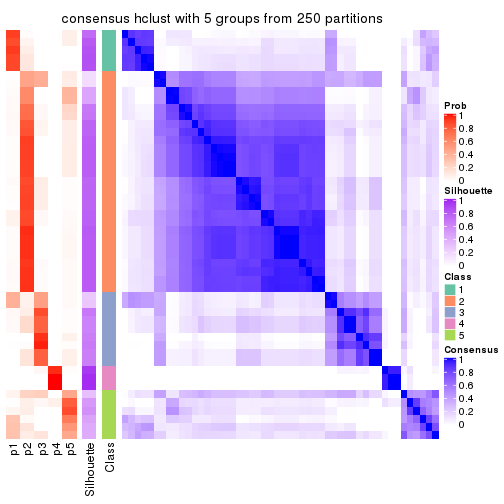 consensus hclust with 5 groups from 250 partitions
Prob
1
0.8
0.6
0.4
0.2
0
Silhouette
1
0.8
0.6
0.4
0.2
0
Class
1
2
3
4
5
Consensus
1
0.8
0.6
0.4
0.2
0
p1
p2
p3
p4
p5
Silhouette
Class